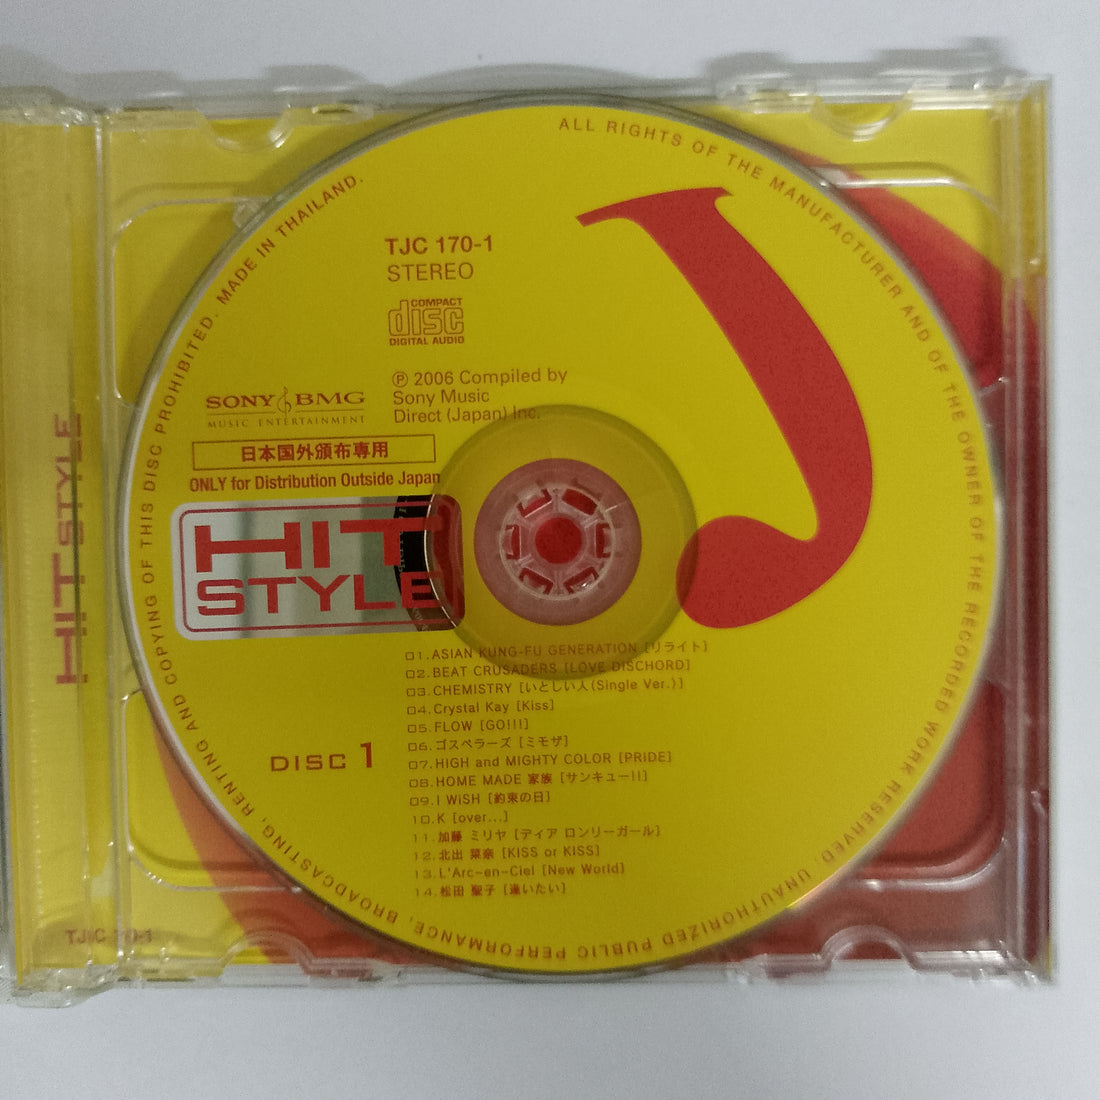 ALL RIGHTS OF THE MANUFACTURER AND OF THE OWNER OF THE RECORDED WORK RESERVED. UNAUTHORIZED PUBLIC PERFORMANCE, BROADCASTING, RENTING AND COPYING OF THIS DISC PROHIBITED. MADE IN THAILAND.
TJC 170-1
STEREO
COMPACT
disc
DIGITAL AUDIO
℗ 2006 Compiled by
Sony Music
Direct (Japan) Inc.
SONY BMG
MUSIC ENTERTAINMENT
日本国外頒布専用
ONLY for Distribution Outside Japan
HIT
STYLE
01.ASIAN KUNG-FU GENERATION [リライト]
02.BEAT CRUSADERS [LOVE DISCHORD]
03.CHEMISTRY [いとしい人(Single Ver.)]
04.Crystal Kay [Kiss]
05.FLOW [GO!!!]
06.ゴスペラーズ [ミモザ]
07.HIGH and MIGHTY COLOR [PRIDE]
08.HOME MADE 家族 [サンキュー!!]
09.I WiSH [約束の日]
10.K [over...]
11.加藤 ミリヤ [ディア ロンリーガール]
12.北出 菜奈 [KISS or KISS]
13.L'Arc-en-Ciel [New World]
14.松田 聖子 [逢いたい]
DISC 1
HIT STYLE
TJC 170-1